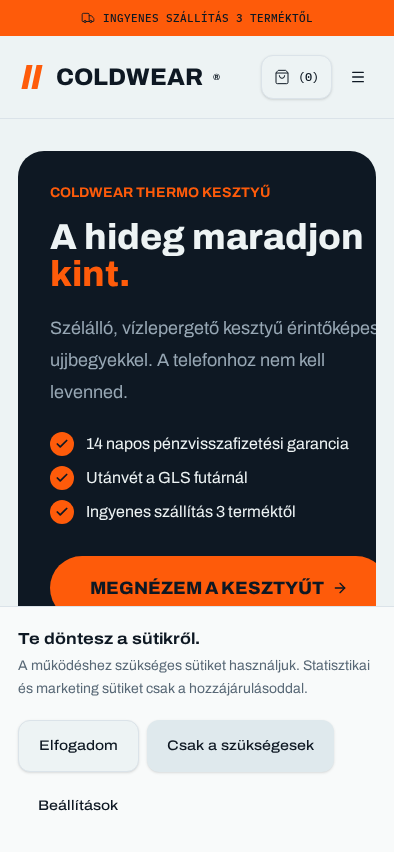 INGYENES SZÁLLÍTÁS 3 TERMÉKTŐL
// COLDWEAR ®
(0)
COLDWEAR THERMO KESZTYŰ
A hideg maradjon
kint.
Szélálló, vízlepergető kesztyű érintőképes
ujjbegyekkel. A telefonhoz nem kell
levenned.
14 napos pénzvisszafizetési garancia
Utánvét a GLS futárnál
Ingyenes szállítás 3 terméktől
MEGNÉZEM A KESZTYŰT →
Te döntesz a sütikről.
A működéshez szükséges sütiket használjuk. Statisztikai
és marketing sütiket csak a hozzájárulásoddal.
Elfogadom
Csak a szükségesek
Beállítások